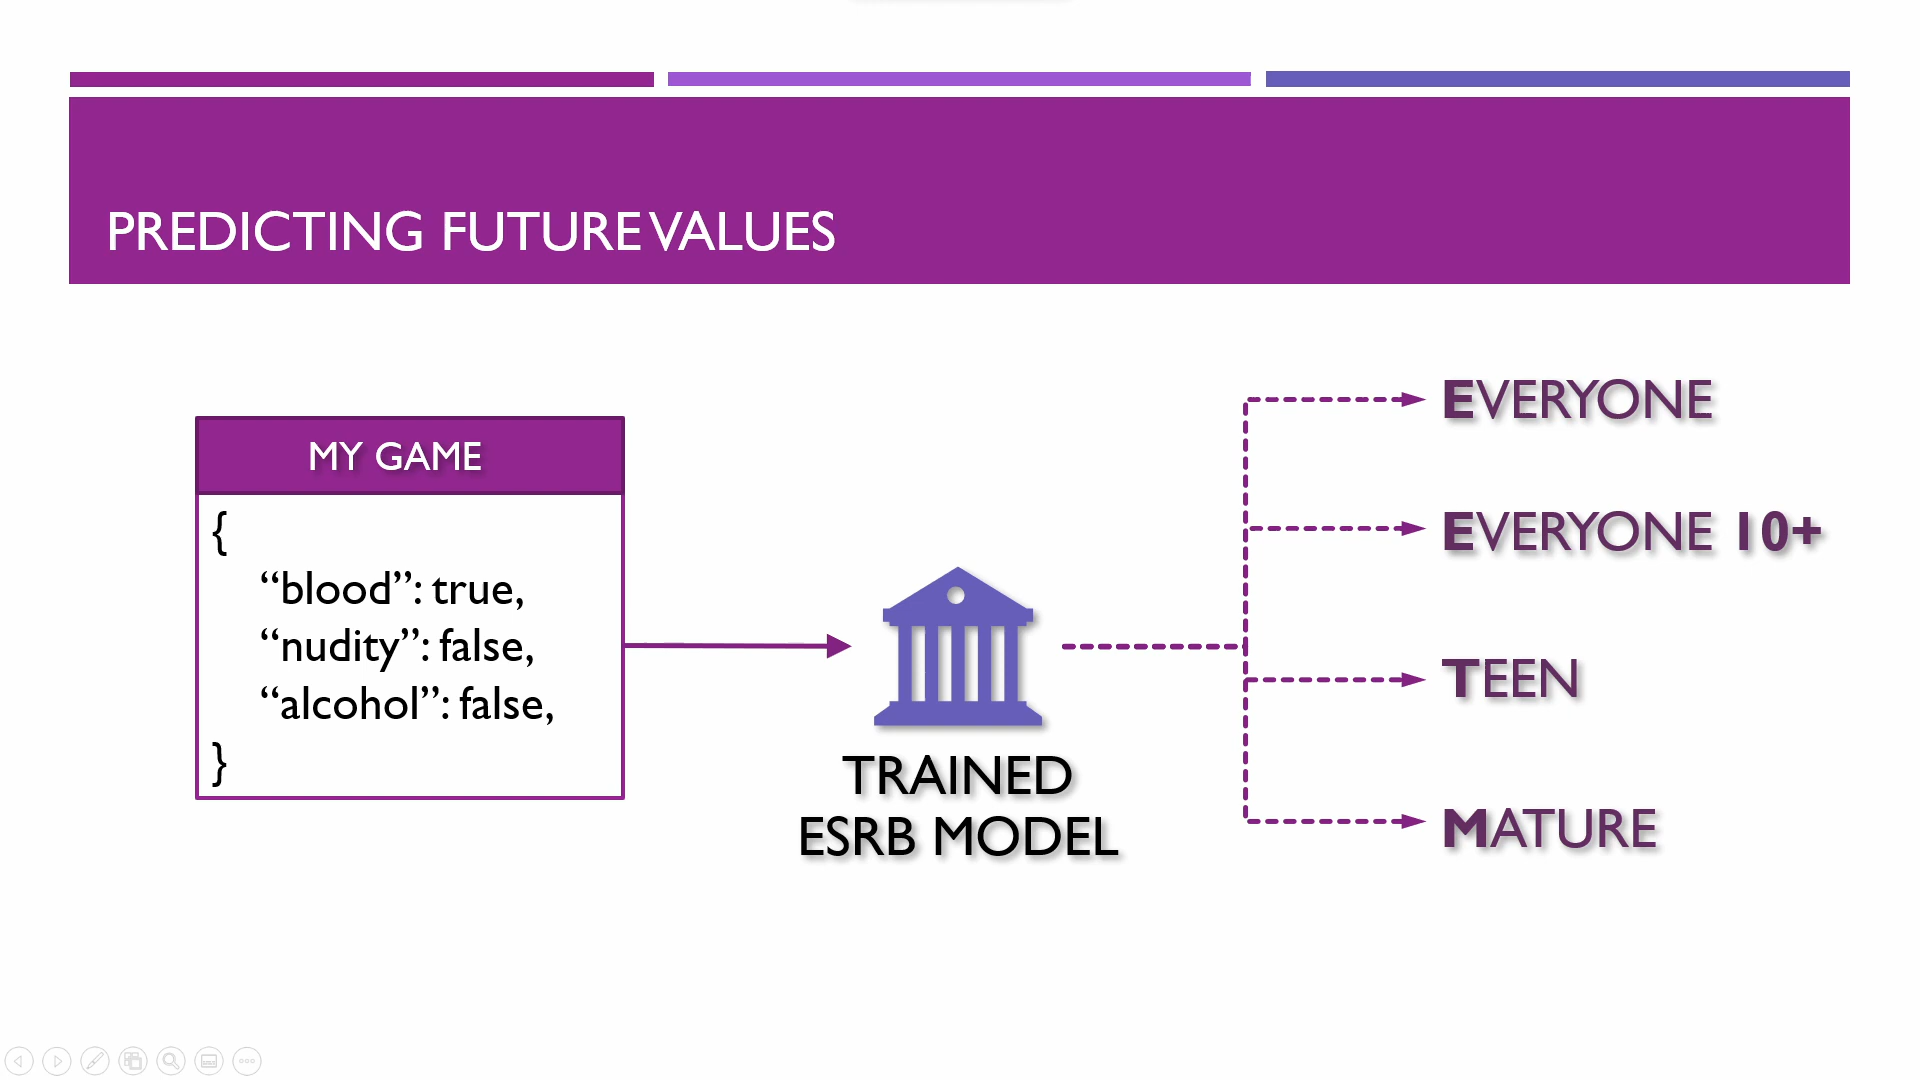 PREDICTING FUTURE VALUES
MY GAME
{
“blood”: true,
“nudity”: false,
“alcohol”: false,
}
TRAINED
ESRB MODEL
EVERYONE
EVERYONE 10+
TEEN
MATURE